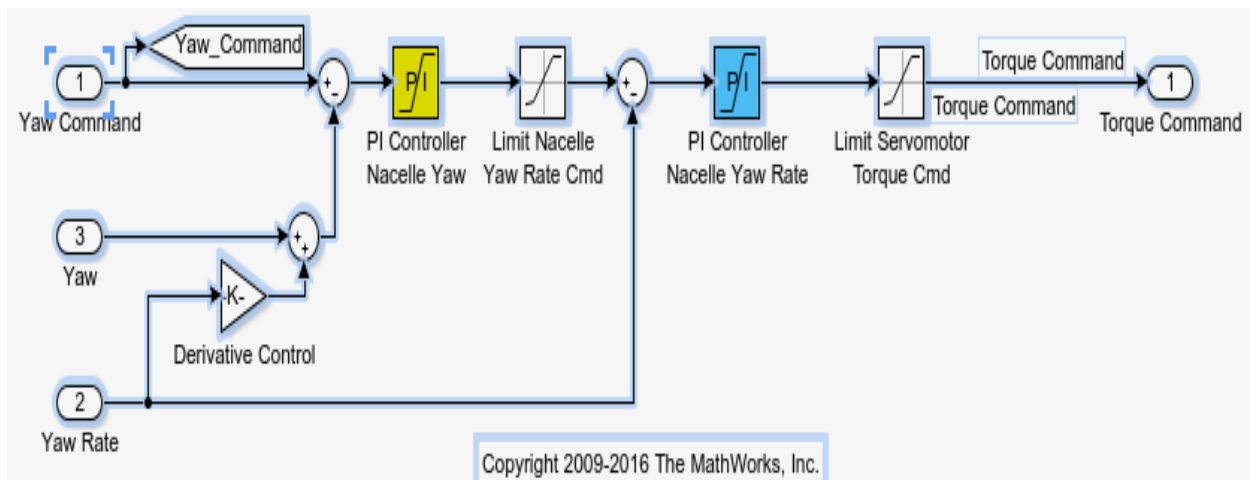 Yaw_Command
1
Yaw Command
+
-
PI
PI Controller
Nacelle Yaw
Limit Nacelle
Yaw Rate Cmd
+
-
PI
PI Controller
Nacelle Yaw Rate
Limit Servomotor
Torque Cmd
Torque Command
Torque Command
1
Torque Command
3
Yaw
+
+
-K-
Derivative Control
2
Yaw Rate
Copyright 2009-2016 The MathWorks, Inc.